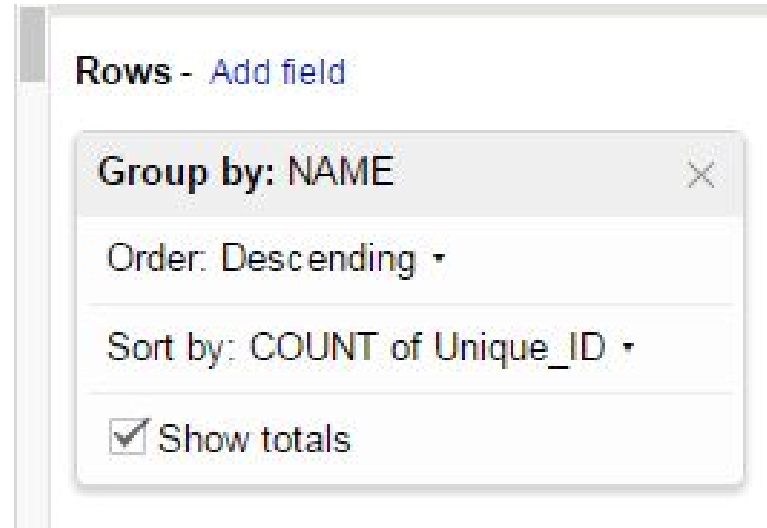 Rows - Add field
Group by: NAME
Order: Descending
Sort by: COUNT of Unique_ID
Show totals